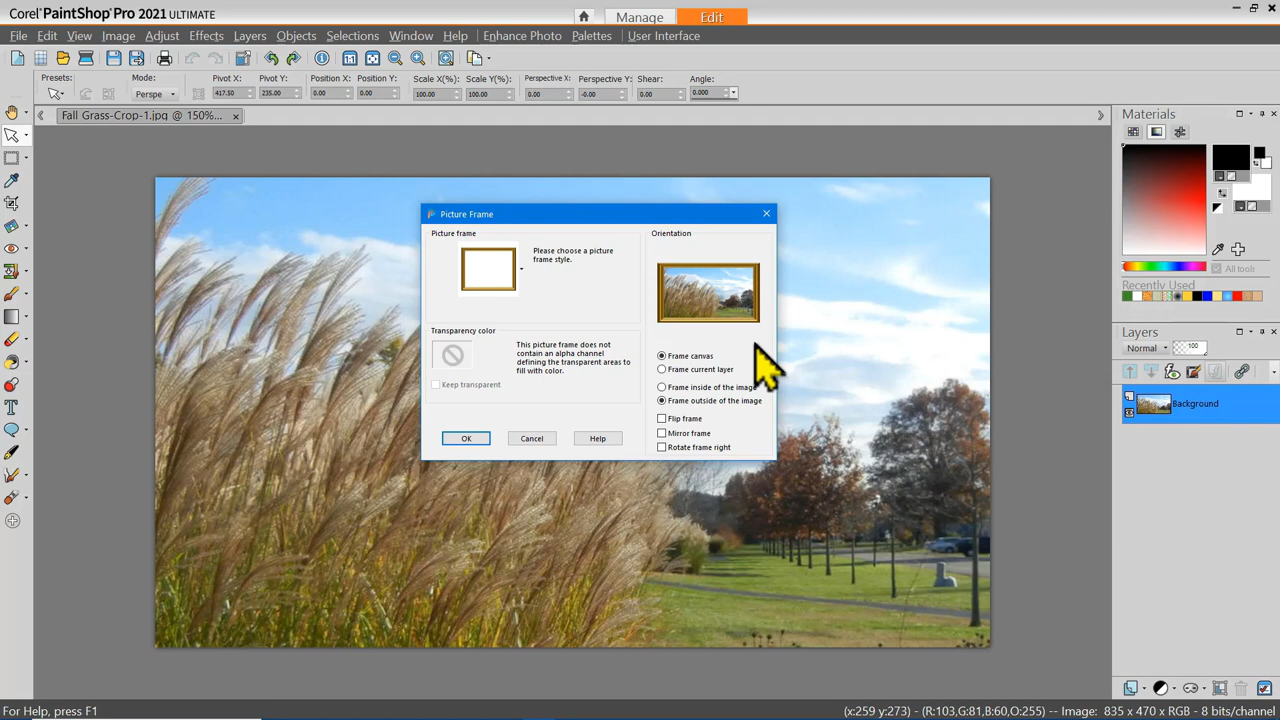 Corel®PaintShop®Pro 2021 ULTIMATE
Manage
Edit
File Edit View Image Adjust Effects Layers Objects Selections Window Help Enhance Photo Palettes User Interface
Presets: Mode: Pivot X: Pivot Y: Position X: Position Y: Scale X(%): Scale Y(%): Perspective X: Perspective Y: Shear: Angle:
Perspe 417.50 235.00 0.00 0.00 100.00 100.00 0.00 -0.00 0.00 0.000
Fall Grass-Crop-1.jpg @ 150%...
Picture Frame
Picture frame
Please choose a picture
frame style.
Transparency color
This picture frame does not
contain an alpha channel
defining the transparent areas to
fill with color.
Keep transparent
OK Cancel Help
Orientation
Frame canvas
Frame current layer
Frame inside of the image
Frame outside of the image
Flip frame
Mirror frame
Rotate frame right
Materials
All tools
Recently Used
Layers
Normal 100
Background
For Help, press F1
(x:259 y:273) -- (R:103,G:81,B:60,O:255) -- Image: 835 x 470 x RGB - 8 bits/channel